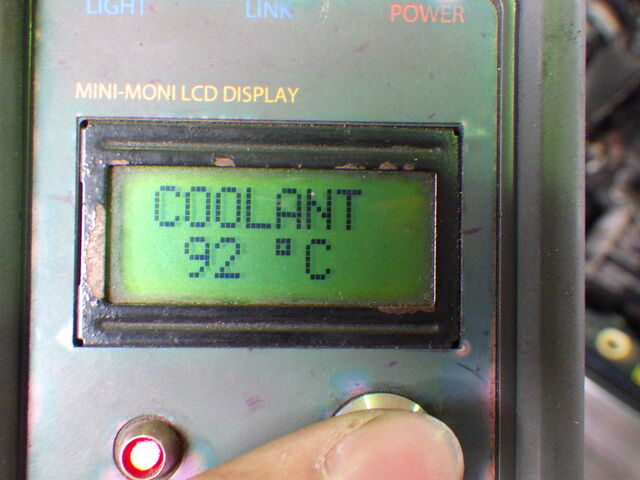 LIGHT LINK POWER
MINI-MONI LCD DISPLAY
COOLANT
92 °C